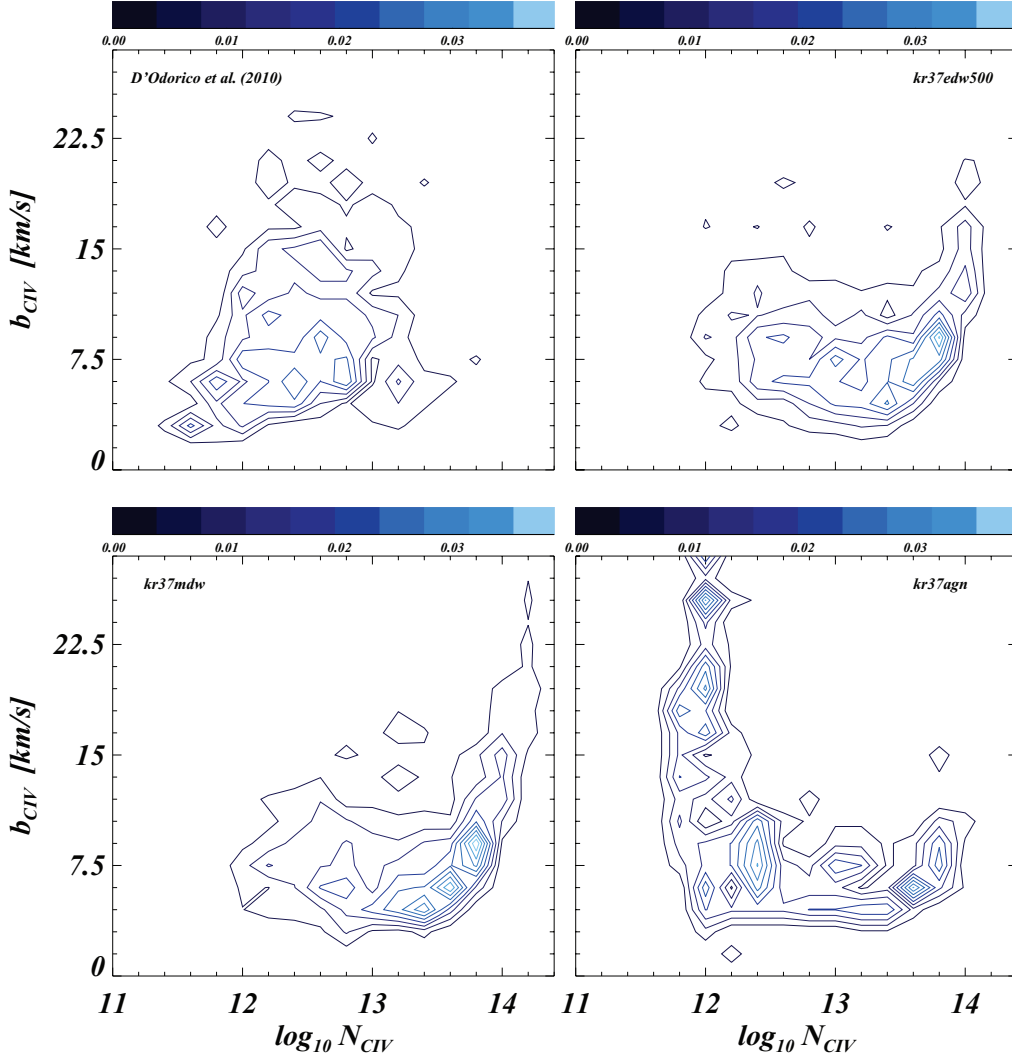 0.00 0.01 0.02 0.03 0.00 0.01 0.02 0.03
D'Odorico et al. (2010) kr37edw500
22.5
15
7.5
0
b_CIV [km/s]
0.00 0.01 0.02 0.03 0.00 0.01 0.02 0.03
kr37mdw kr37agn
22.5
15
7.5
0
b_CIV [km/s]
11 12 13 14 11 12 13 14
log_10 N_CIV log_10 N_CIV